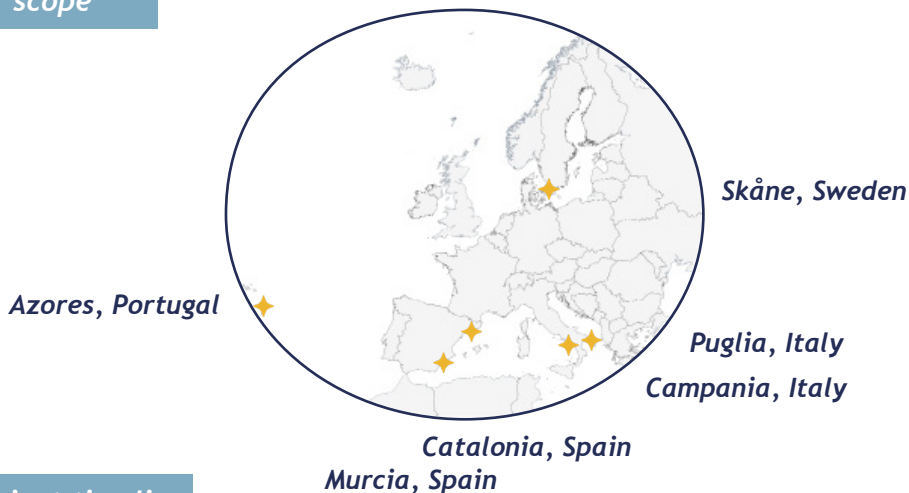 scope
Skåne, Sweden
Azores, Portugal
Puglia, Italy
Campania, Italy
Catalonia, Spain
Murcia, Spain